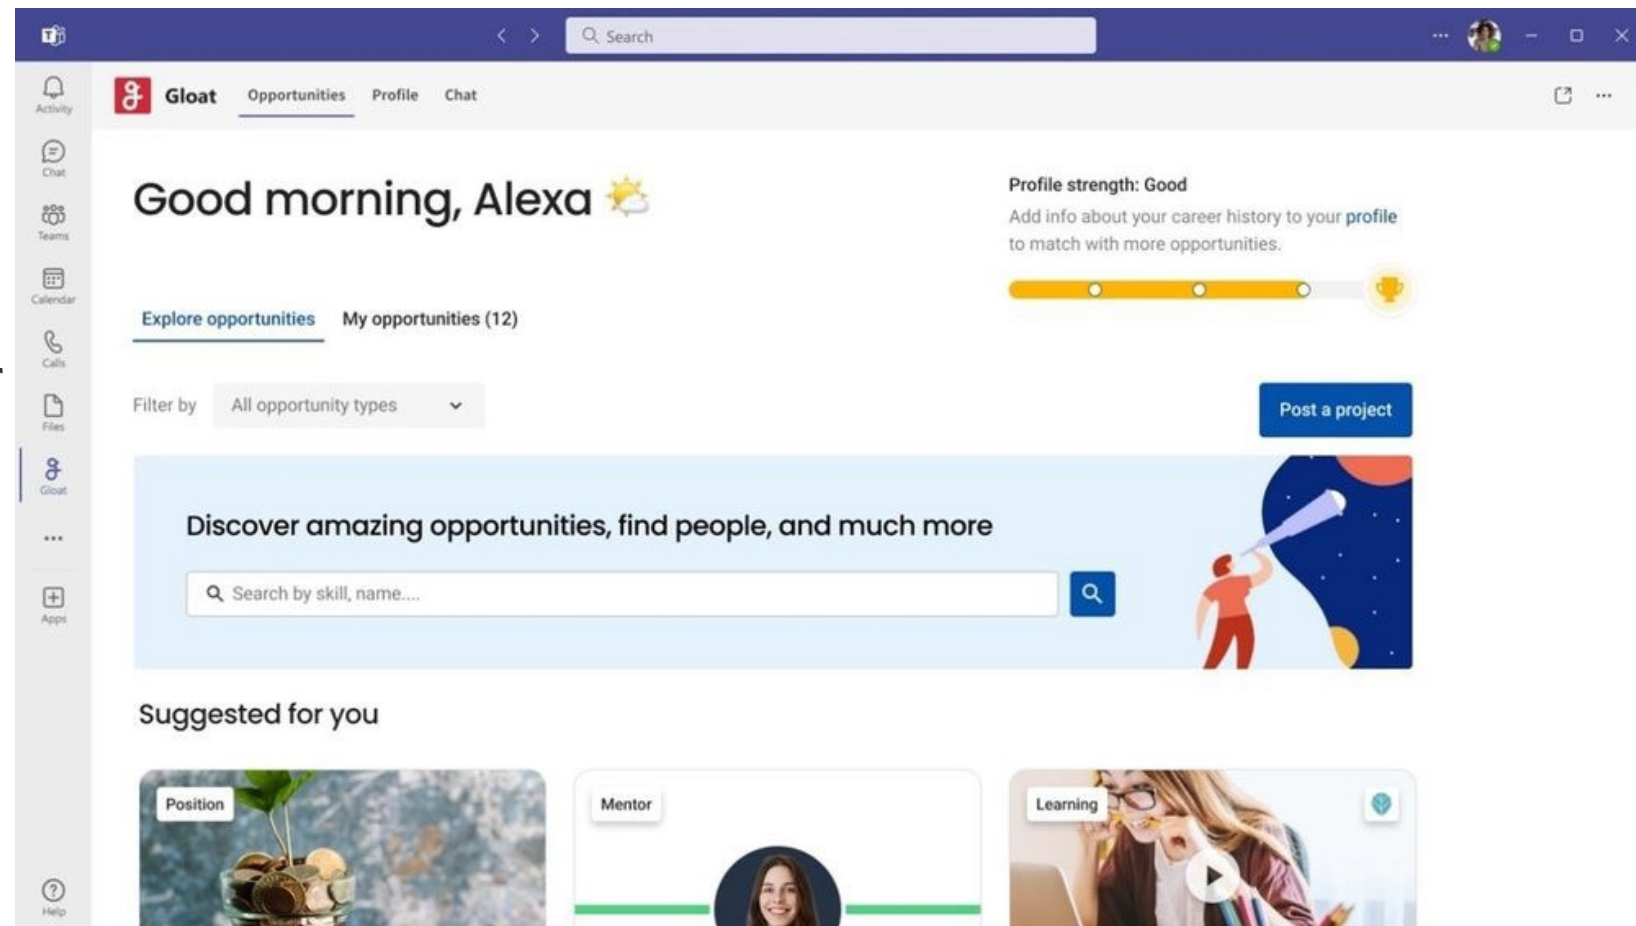 Search
Activity
Chat
Teams
Calendar
Calls
Files
Gloat
Apps
Help
Gloat Opportunities Profile Chat
Good morning, Alexa
Profile strength: Good
Add info about your career history to your profile
to match with more opportunities.
Explore opportunities My opportunities (12)
Filter by All opportunity types
Post a project
Discover amazing opportunities, find people, and much more
Search by skill, name....
Suggested for you
Position
Mentor
Learning